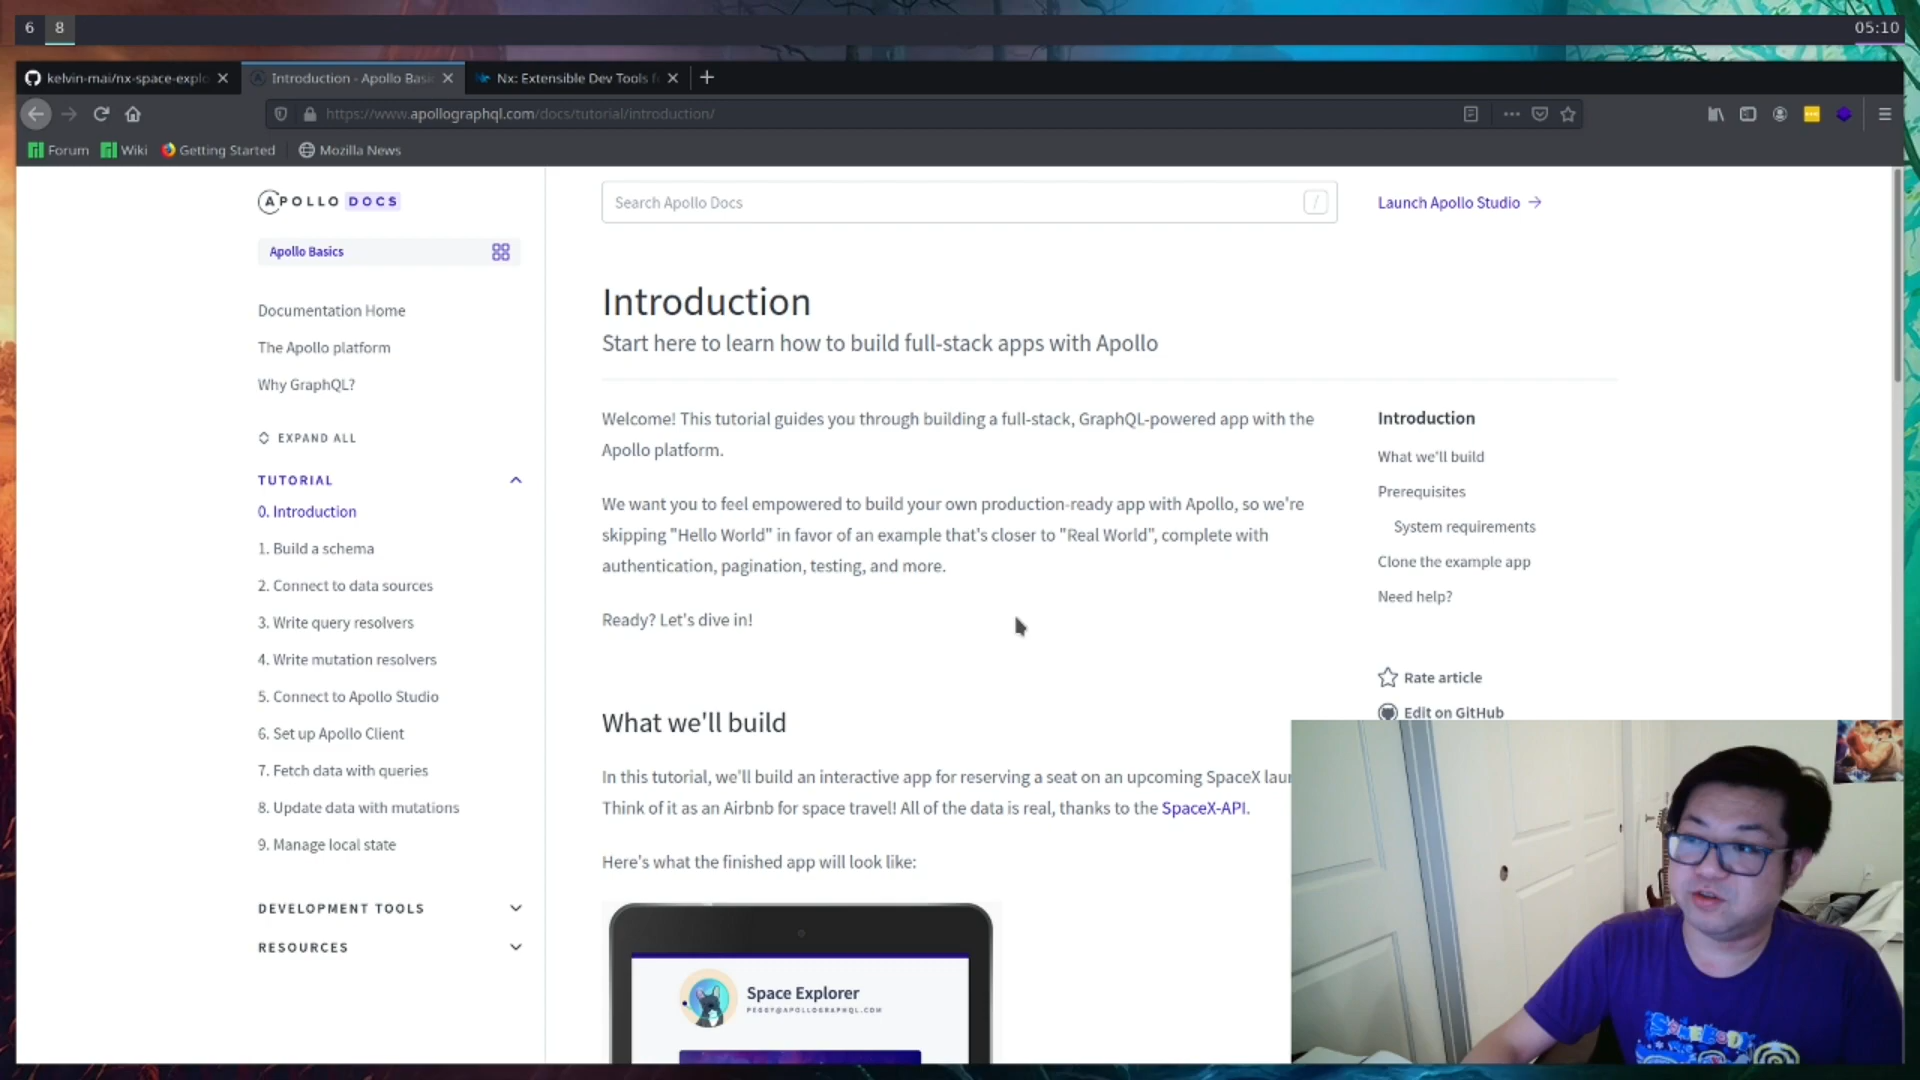 6 8 05:10
kelvin-mai/nx-space-explo
Introduction - Apollo Basic
Nx: Extensible Dev Tools f
https://www.apollographql.com/docs/tutorial/introduction/
Forum Wiki Getting Started Mozilla News
APOLLO DOCS
Search Apollo Docs /
Launch Apollo Studio →
Apollo Basics
Documentation Home
The Apollo platform
Why GraphQL?
EXPAND ALL
TUTORIAL
0. Introduction
1. Build a schema
2. Connect to data sources
3. Write query resolvers
4. Write mutation resolvers
5. Connect to Apollo Studio
6. Set up Apollo Client
7. Fetch data with queries
8. Update data with mutations
9. Manage local state
DEVELOPMENT TOOLS
RESOURCES
Introduction
Start here to learn how to build full-stack apps with Apollo
Welcome! This tutorial guides you through building a full-stack, GraphQL-powered app with the
Apollo platform.
We want you to feel empowered to build your own production-ready app with Apollo, so we're
skipping "Hello World" in favor of an example that's closer to "Real World", complete with
authentication, pagination, testing, and more.
Ready? Let's dive in!
What we'll build
In this tutorial, we'll build an interactive app for reserving a seat on an upcoming SpaceX lau
Think of it as an Airbnb for space travel! All of the data is real, thanks to the SpaceX-API.
Here's what the finished app will look like:
Space Explorer
PEGGY@APOLLOGRAPHQL.COM
Introduction
What we'll build
Prerequisites
System requirements
Clone the example app
Need help?
Rate article
Edit on GitHub